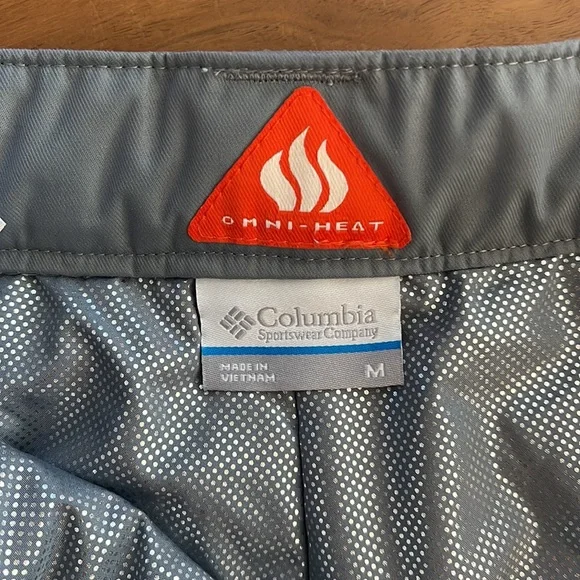 OMNI-HEAT
Columbia
Sportswear Company
MADE IN
VIETNAM
M